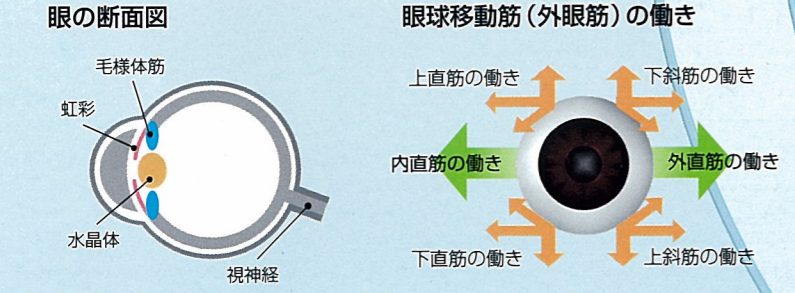 眼の断面図
毛様体筋
虹彩
水晶体
視神経
眼球移動筋（外眼筋）の働き
上直筋の働き
下斜筋の働き
内直筋の働き
外直筋の働き
下直筋の働き
上斜筋の働き